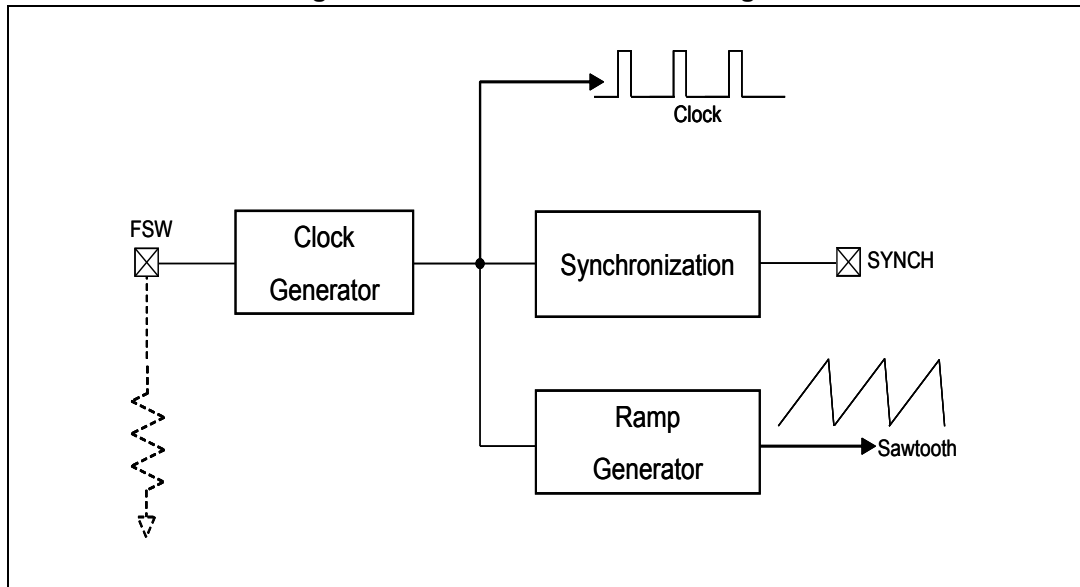 Clock
FSW
Clock
Generator
Synchronization
SYNCH
Ramp
Generator
Sawtooth